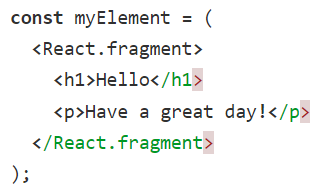 const myElement = (
  <React.fragment>
    <h1>Hello</h1>
    <p>Have a great day!</p>
  </React.fragment>
);